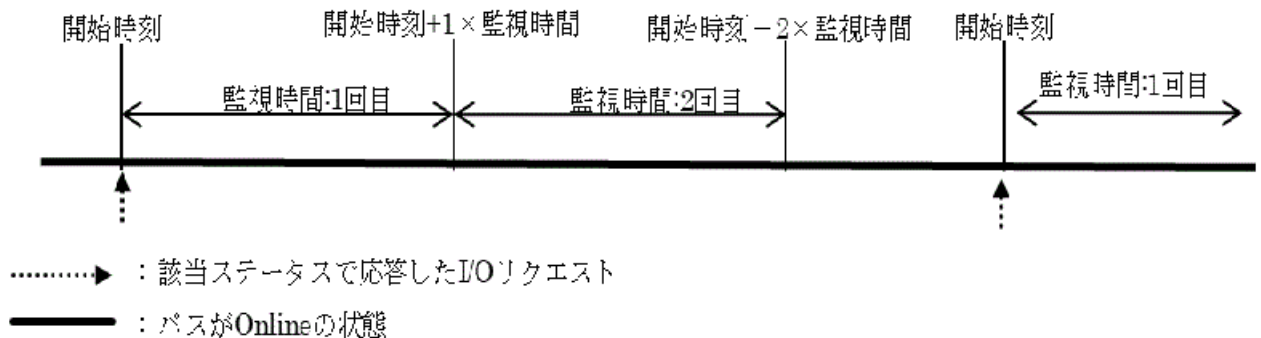 開始時刻
開始時刻+1×監視時間
開始時刻－2×監視時間
開始時刻
監視時間:1回目
監視時間:2回目
監視時間:1回目
：該当ステータスで応答したI/Oリクエスト
：パスがOnlineの状態